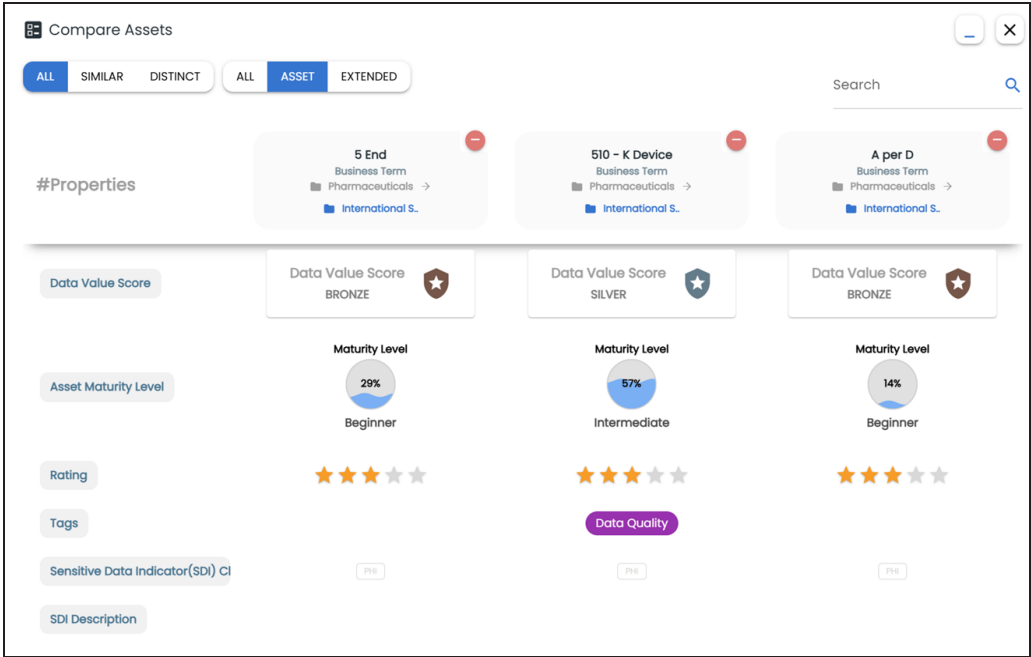 Compare Assets
ALL SIMILAR DISTINCT ALL ASSET EXTENDED
Search
#Properties
5 End
Business Term
Pharmaceuticals
International S..
510 - K Device
Business Term
Pharmaceuticals
International S..
A per D
Business Term
Pharmaceuticals
International S..
Data Value Score
Data Value Score
BRONZE
Data Value Score
SILVER
Data Value Score
BRONZE
Asset Maturity Level
Maturity Level
29%
Beginner
Maturity Level
57%
Intermediate
Maturity Level
14%
Beginner
Rating
Tags
Data Quality
Sensitive Data Indicator(SDI) Cl
PHI
PHI
PHI
SDI Description